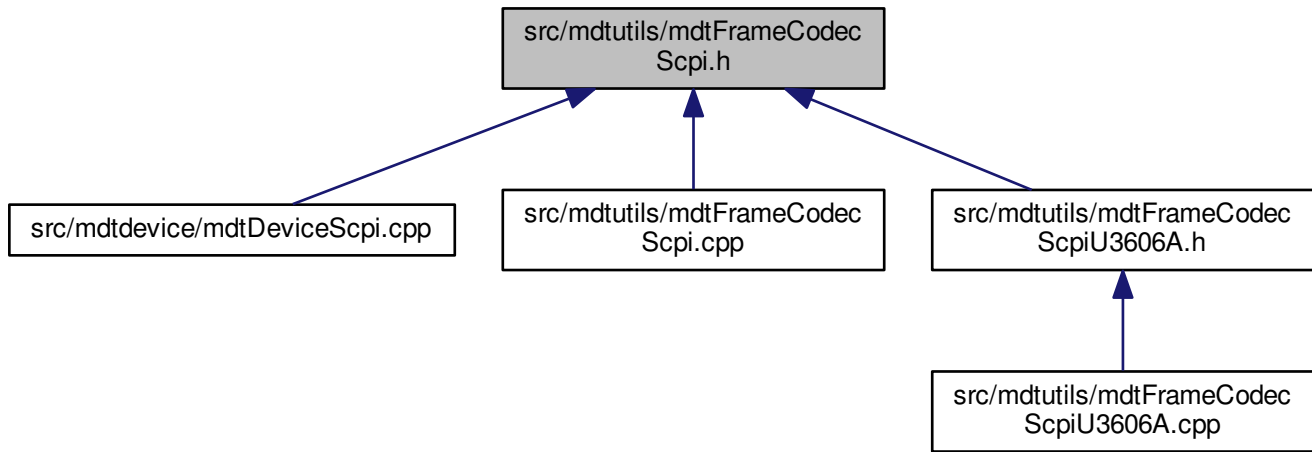 src/mdtutils/mdtFrameCodec
Scpi.h
src/mdtdevice/mdtDeviceScpi.cpp
src/mdtutils/mdtFrameCodec
Scpi.cpp
src/mdtutils/mdtFrameCodec
ScpiU3606A.h
src/mdtutils/mdtFrameCodec
ScpiU3606A.cpp